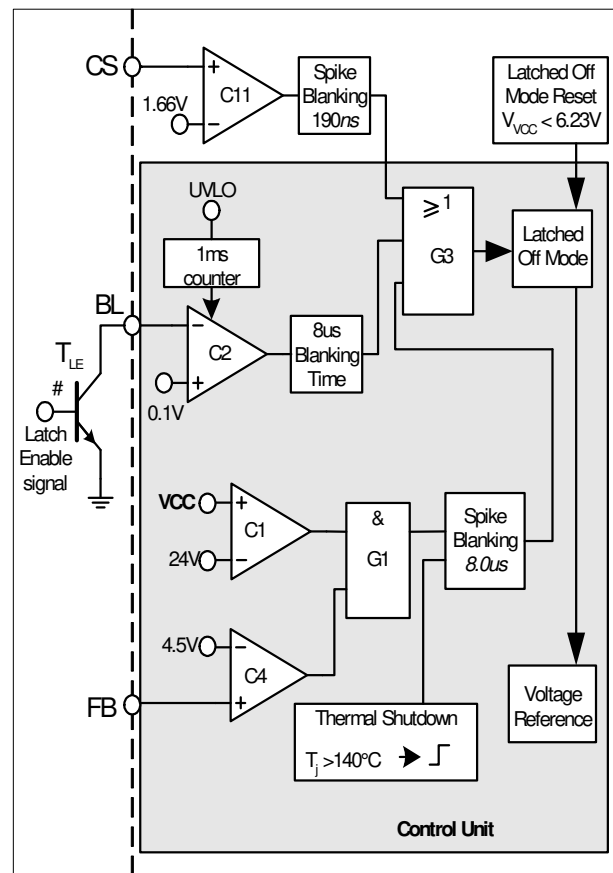 CS
+
C11
−
1.66V
Spike
Blanking
190ns
Latched Off
Mode Reset
VVCC < 6.23V
UVLO
1ms
counter
≥1
G3
Latched
Off Mode
BL
−
C2
+
0.1V
8us
Blanking
Time
TLE
#
Latch
Enable
signal
VCC
+
C1
−
24V
&
G1
Spike
Blanking
8.0us
4.5V
−
C4
+
FB
Thermal Shutdown
Tj >140°C
Voltage
Reference
Control Unit